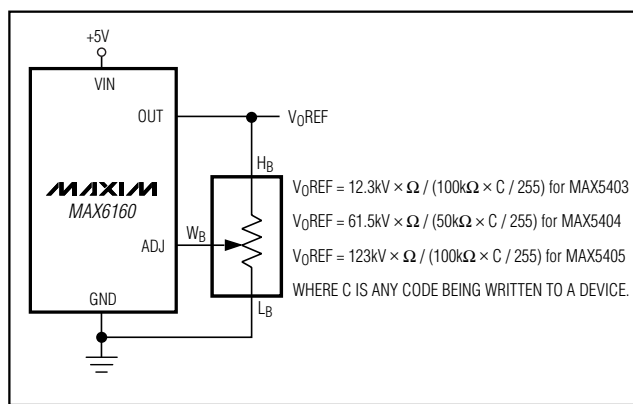 +5V
VIN
OUT
V0REF
HB
MAXIM
MAX6160
ADJ
WB
GND
LB
V0REF = 12.3kV × Ω / (100kΩ × C / 255) for MAX5403
V0REF = 61.5kV × Ω / (50kΩ × C / 255) for MAX5404
V0REF = 123kV × Ω / (100kΩ × C / 255) for MAX5405
WHERE C IS ANY CODE BEING WRITTEN TO A DEVICE.